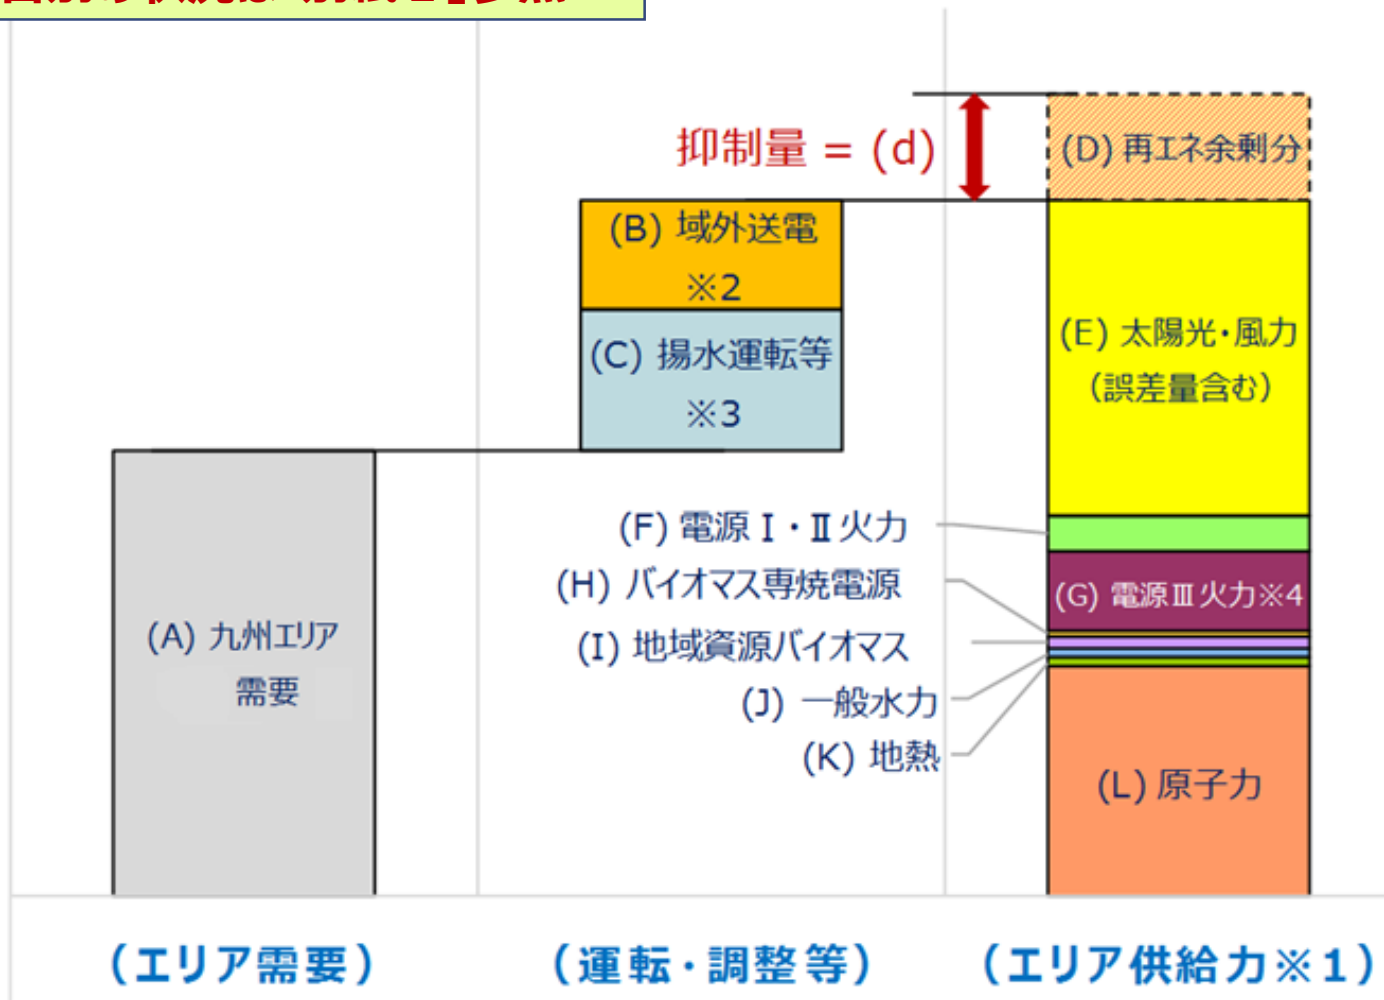 抑制量 = (d)
(D) 再エネ余剰分
(B) 域外送電
※2
(C) 揚水運転等
※3
(E) 太陽光・風力
（誤差量含む）
(F) 電源Ⅰ・Ⅱ火力
(G) 電源Ⅲ火力※4
(H) バイオマス専焼電源
(I) 地域資源バイオマス
(J) 一般水力
(K) 地熱
(L) 原子力
(A) 九州エリア
需要
（エリア需要）
（運転・調整等）
（エリア供給力※1）